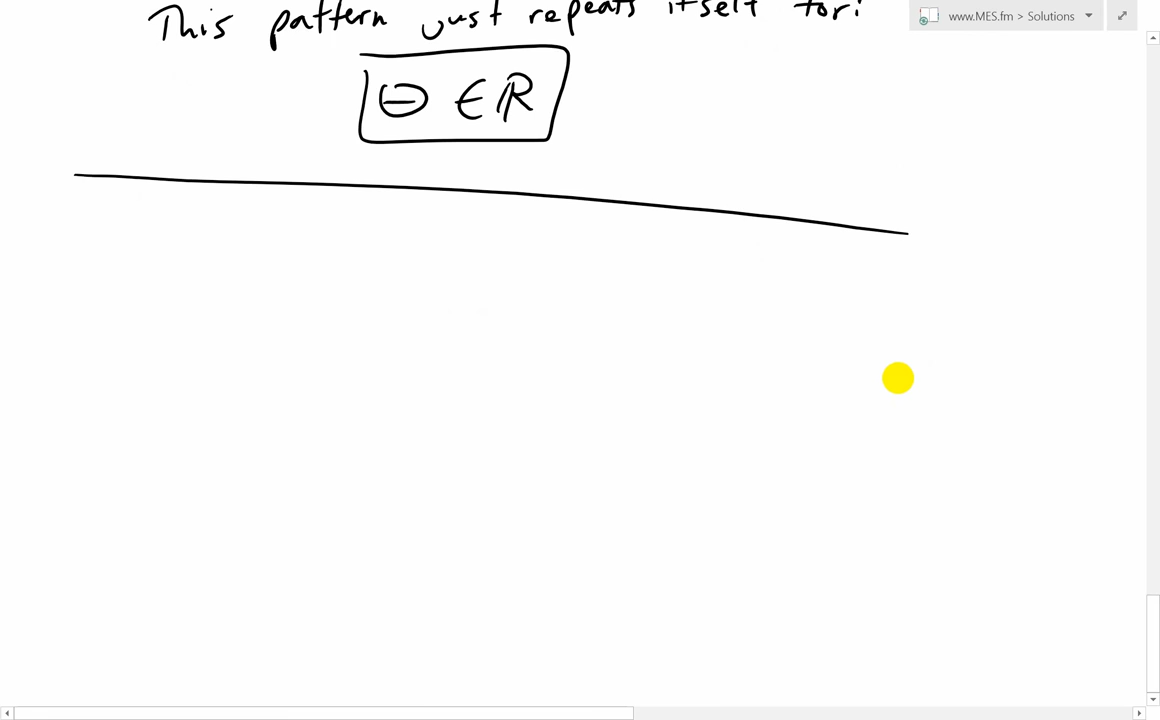 This pattern just repeats itself for:
www.MES.fm > Solutions
Θ ∈ ℝ